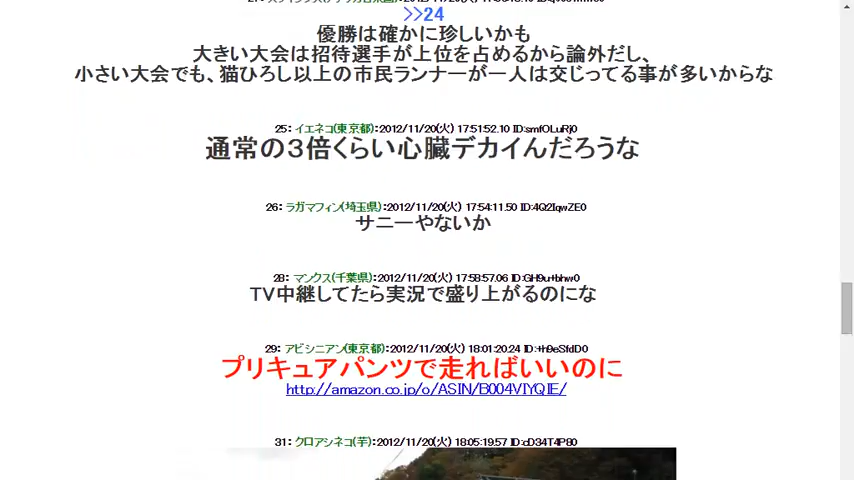 >>24
優勝は確かに珍しいかも
大きい大会は招待選手が上位を占めるから論外だし、
小さい大会でも、猫ひろし以上の市民ランナーが一人は交じってる事が多いからな
25： イエネコ(東京都)：2012/11/20(火) 17:51:52.10 ID:smfOLuRj0
通常の３倍くらい心臓デカイんだろうな
26： ラガマフィン(埼玉県)：2012/11/20(火) 17:54:11.50 ID:4Q2IqwZE0
サニーやないか
28： マンクス(千葉県)：2012/11/20(火) 17:58:57.06 ID:GH9u+bhw0
TV中継してたら実況で盛り上がるのにな
29： アビシニアン(東京都)：2012/11/20(火) 18:01:20.24 ID:+h9eSfdD0
プリキュアパンツで走ればいいのに
http://amazon.co.jp/o/ASIN/B004VIYQIE/
31： クロアシネコ(芋)：2012/11/20(火) 18:05:19.57 ID:cD34T4P80